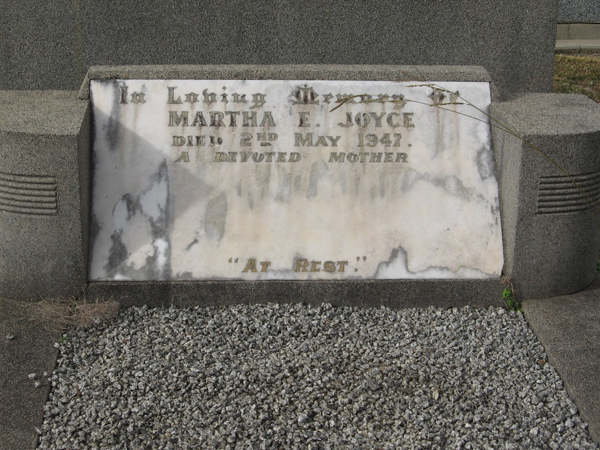 In Loving Memory Of
MARTHA E. JOYCE
DIED 2ND MAY 1947.
A DEVOTED MOTHER
"AT REST."